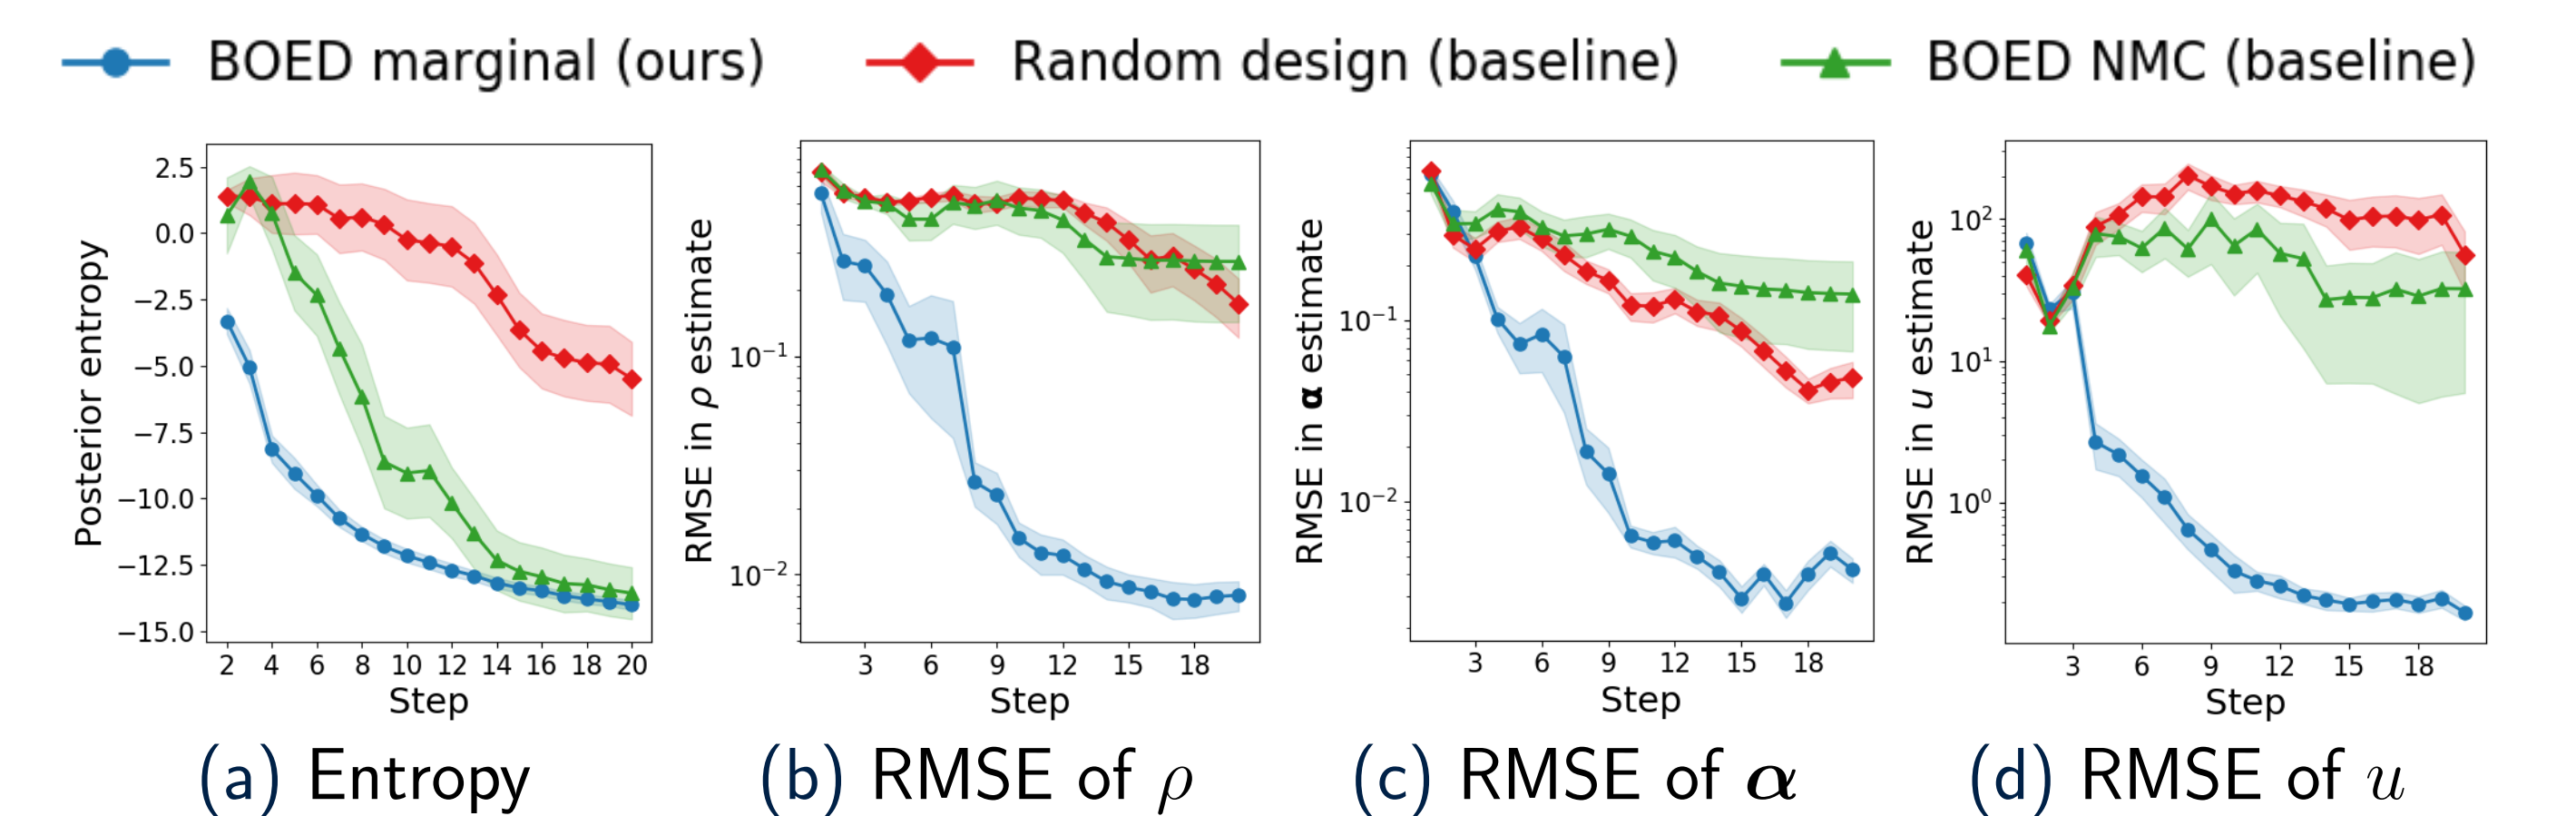 BOED marginal (ours) Random design (baseline) BOED NMC (baseline)
Posterior entropy
2.5
0.0
−2.5
−5.0
−7.5
−10.0
−12.5
−15.0
2 4 6 8 10 12 14 16 18 20
Step
(a) Entropy
RMSE in ρ estimate
10⁻¹
10⁻²
3 6 9 12 15 18
Step
(b) RMSE of ρ
RMSE in α estimate
10⁻¹
10⁻²
3 6 9 12 15 18
Step
(c) RMSE of α
RMSE in u estimate
10²
10¹
10⁰
3 6 9 12 15 18
Step
(d) RMSE of u